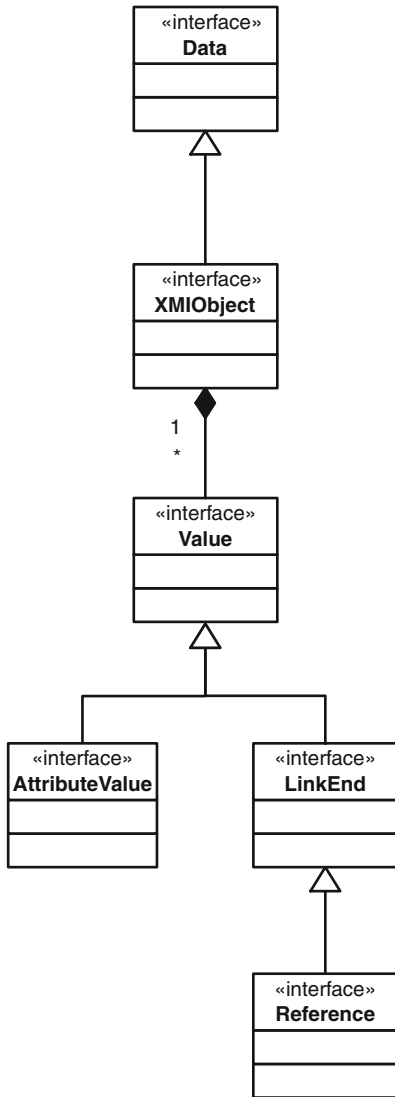 «interface»
Data
«interface»
XMIObject
1
*
«interface»
Value
«interface»
AttributeValue
«interface»
LinkEnd
«interface»
Reference